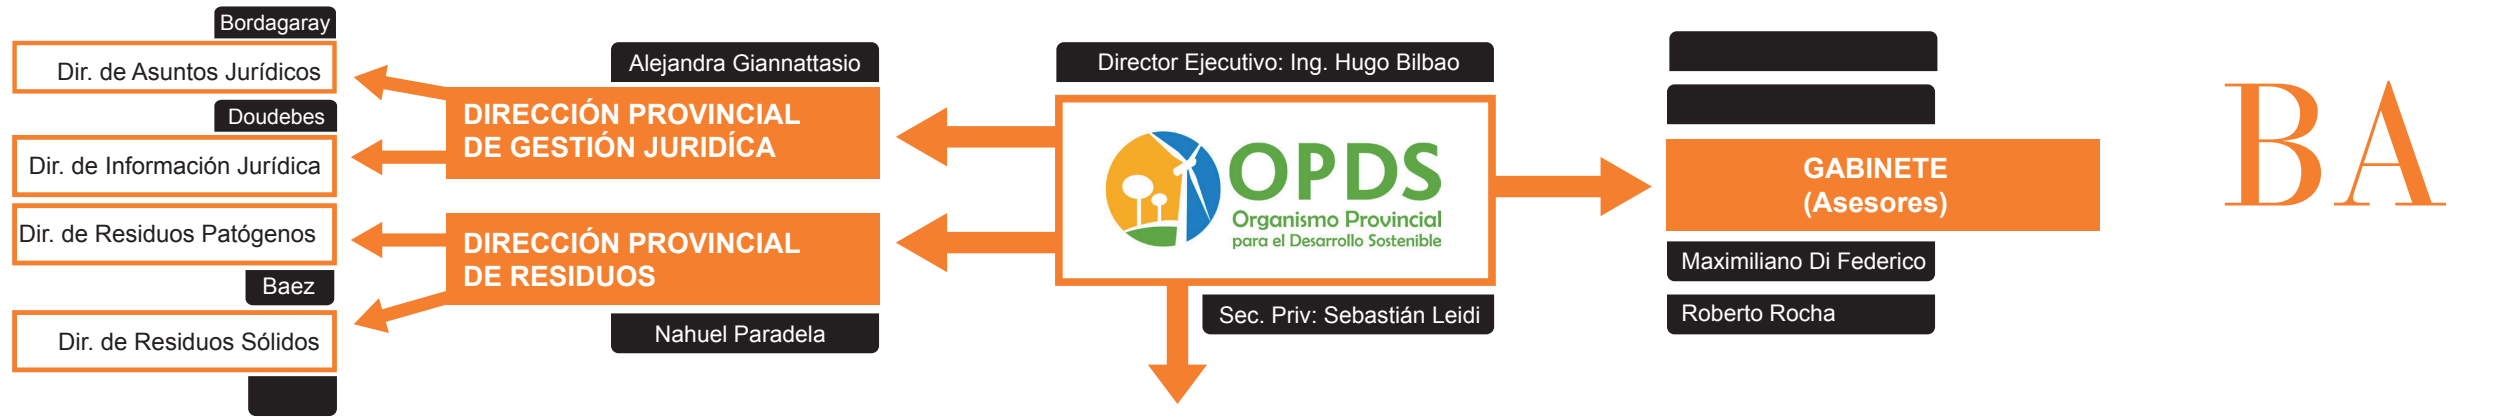 Bordagaray
Dir. de Asuntos Jurídicos
Doudebes
Dir. de Información Jurídica
Dir. de Residuos Patógenos
Baez
Dir. de Residuos Sólidos
Alejandra Giannattasio
DIRECCIÓN PROVINCIAL
DE GESTIÓN JURIDÍCA
DIRECCIÓN PROVINCIAL
DE RESIDUOS
Nahuel Paradela
Director Ejecutivo: Ing. Hugo Bilbao
OPDS
Organismo Provincial
para el Desarrollo Sostenible
Sec. Priv: Sebastián Leidi
GABINETE
(Asesores)
Maximiliano Di Federico
Roberto Rocha
BA